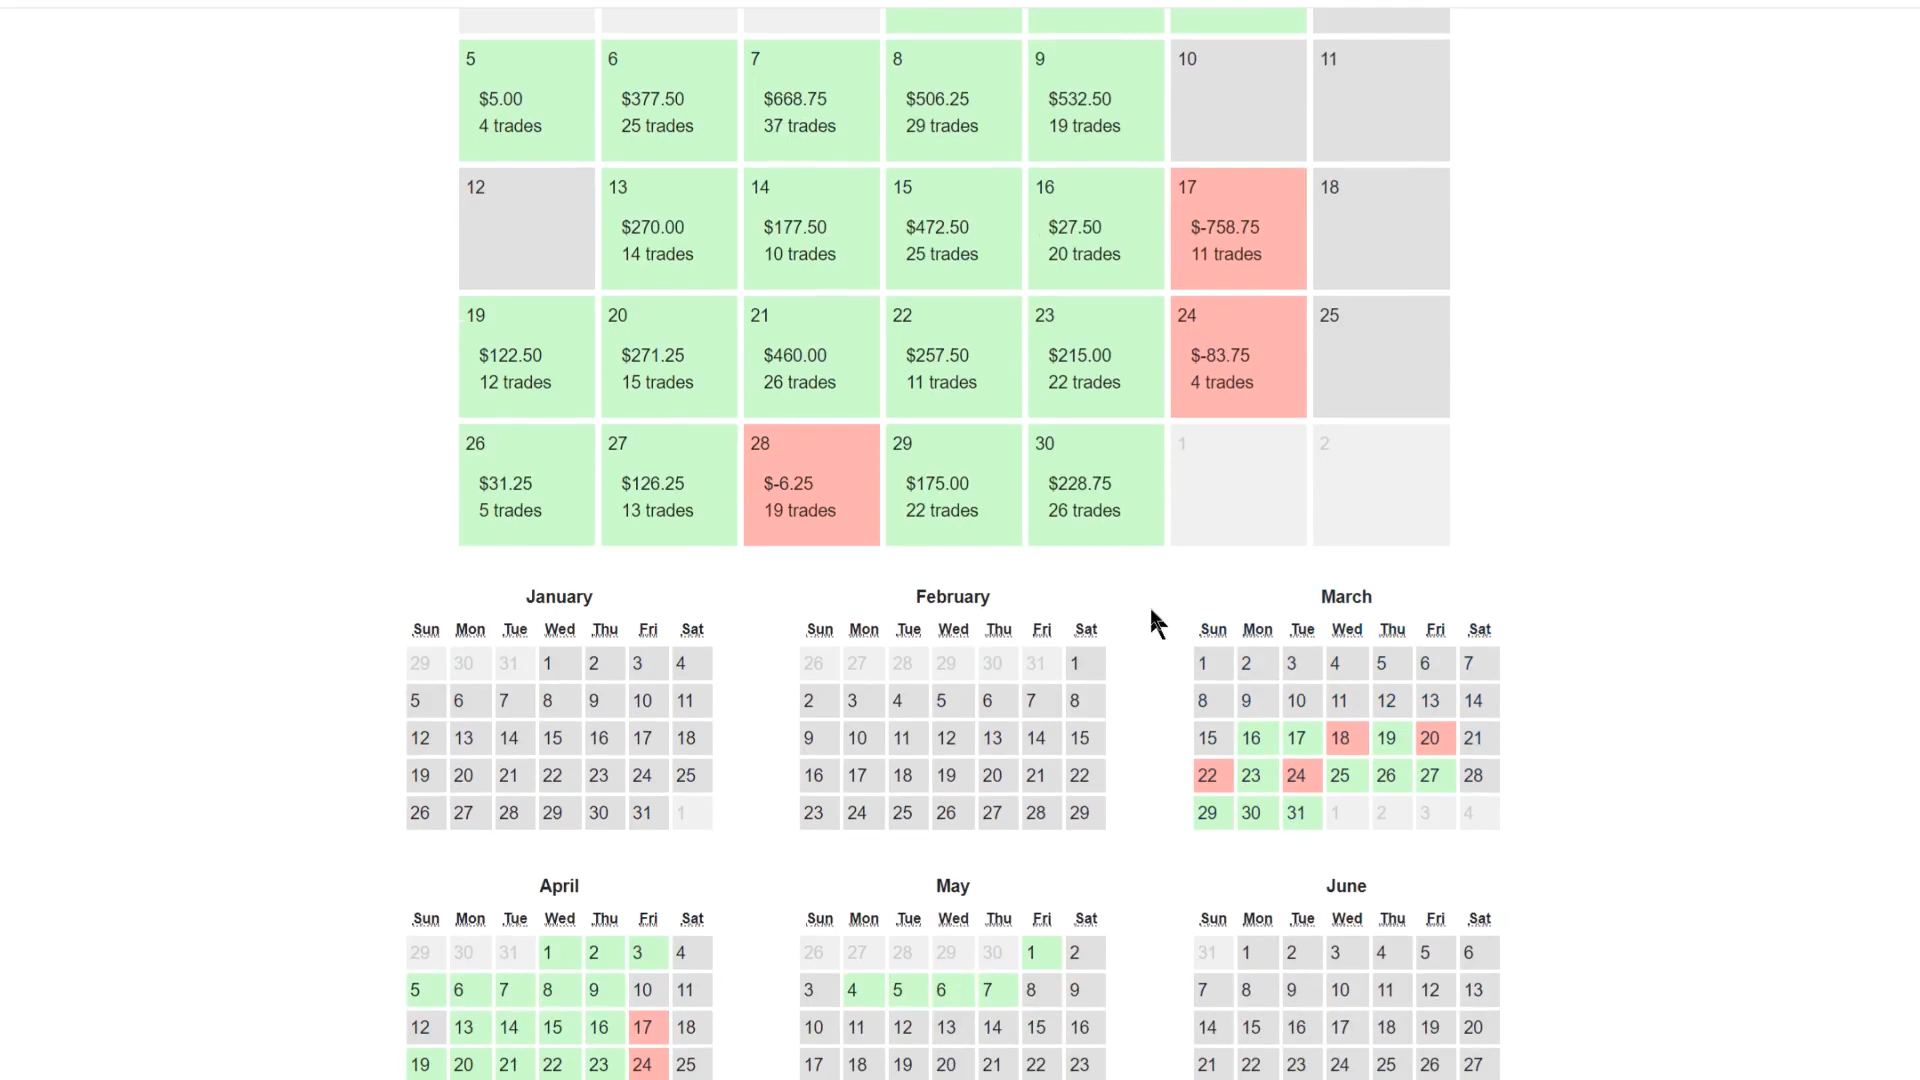 5 6 7 8 9 10 11
$5.00 $377.50 $668.75 $506.25 $532.50
4 trades 25 trades 37 trades 29 trades 19 trades
12 13 14 15 16 17 18
$270.00 $177.50 $472.50 $27.50 $-758.75
14 trades 10 trades 25 trades 20 trades 11 trades
19 20 21 22 23 24 25
$122.50 $271.25 $460.00 $257.50 $215.00 $-83.75
12 trades 15 trades 26 trades 11 trades 22 trades 4 trades
26 27 28 29 30 1 2
$31.25 $126.25 $-6.25 $175.00 $228.75
5 trades 13 trades 19 trades 22 trades 26 trades
January
Sun Mon Tue Wed Thu Fri Sat
29 30 31 1 2 3 4
5 6 7 8 9 10 11
12 13 14 15 16 17 18
19 20 21 22 23 24 25
26 27 28 29 30 31 1
February
Sun Mon Tue Wed Thu Fri Sat
26 27 28 29 30 31 1
2 3 4 5 6 7 8
9 10 11 12 13 14 15
16 17 18 19 20 21 22
23 24 25 26 27 28 29
March
Sun Mon Tue Wed Thu Fri Sat
1 2 3 4 5 6 7
8 9 10 11 12 13 14
15 16 17 18 19 20 21
22 23 24 25 26 27 28
29 30 31 1 2 3 4
April
Sun Mon Tue Wed Thu Fri Sat
29 30 31 1 2 3 4
5 6 7 8 9 10 11
12 13 14 15 16 17 18
19 20 21 22 23 24 25
May
Sun Mon Tue Wed Thu Fri Sat
26 27 28 29 30 1 2
3 4 5 6 7 8 9
10 11 12 13 14 15 16
17 18 19 20 21 22 23
June
Sun Mon Tue Wed Thu Fri Sat
31 1 2 3 4 5 6
7 8 9 10 11 12 13
14 15 16 17 18 19 20
21 22 23 24 25 26 27